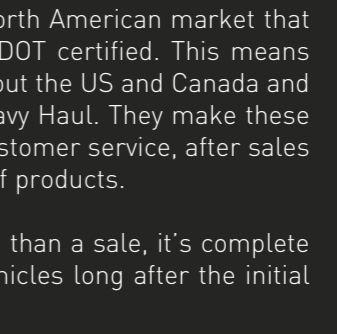 orth American market that
DOT certified. This means
out the US and Canada and
avy Haul. They make these
stomer service, after sales
f products.
than a sale, it's complete
hicles long after the initial